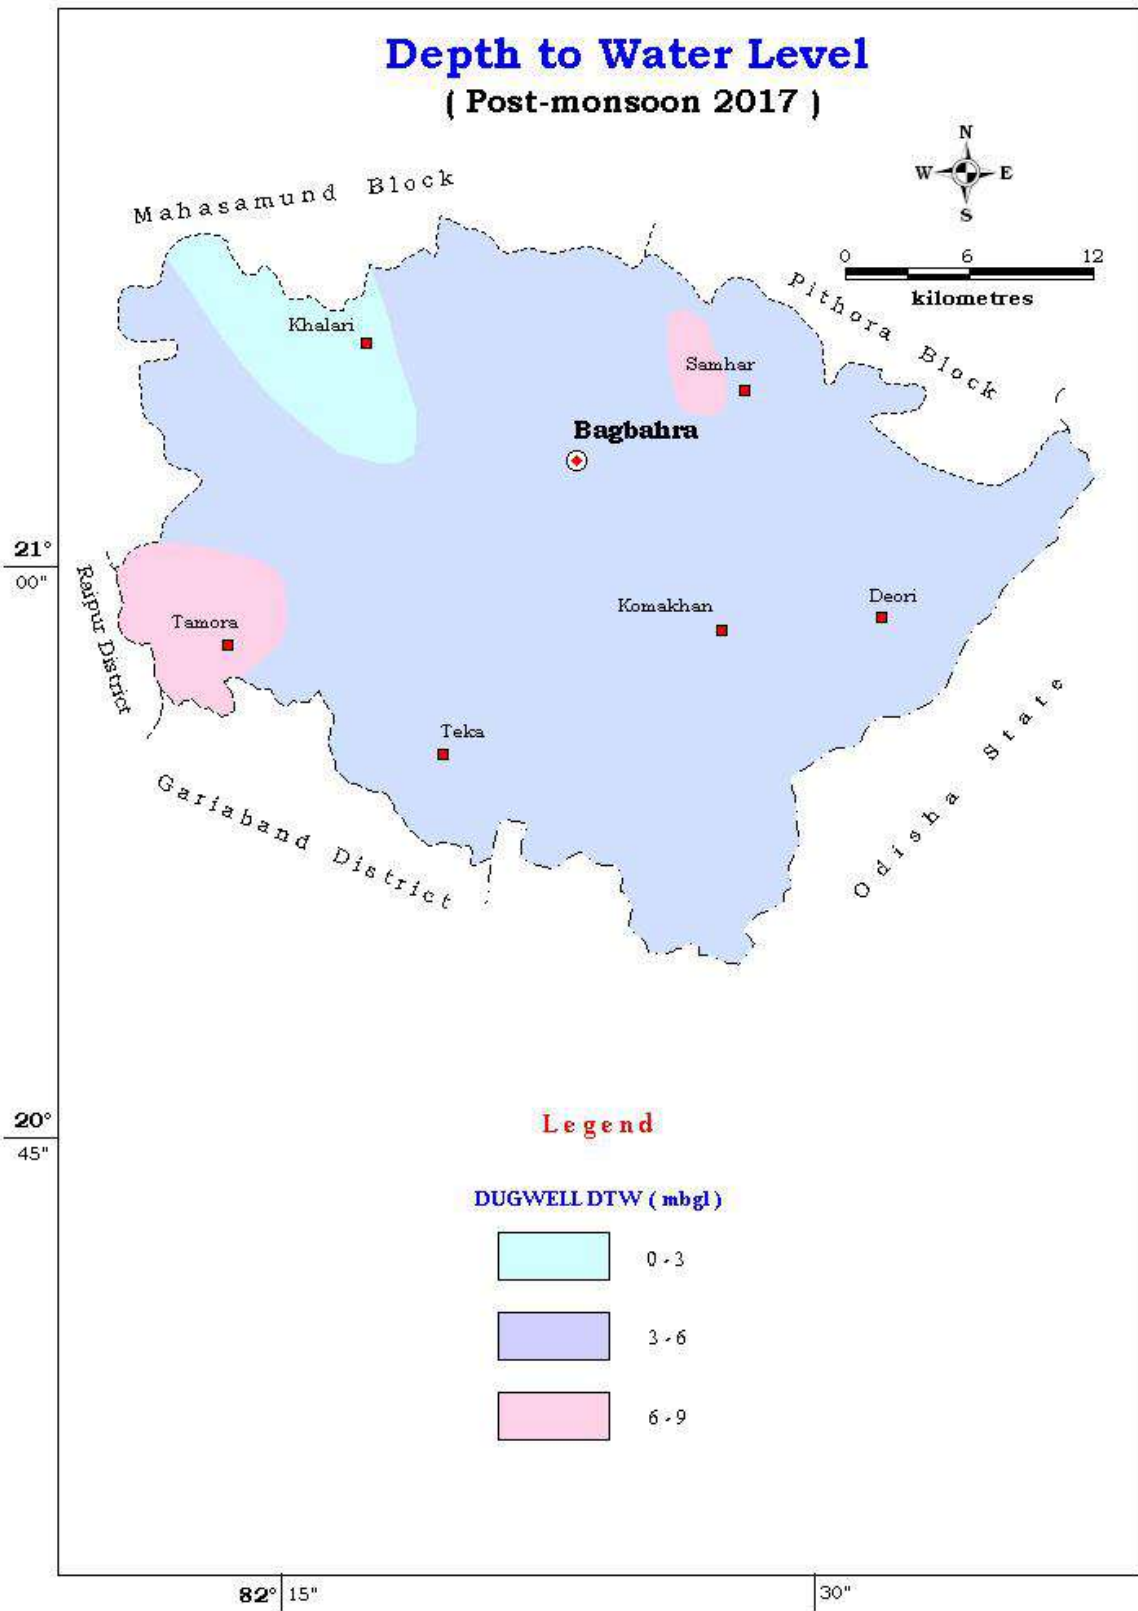 Depth to Water Level
( Post-monsoon 2017 )
N
W E
S
Mahasamund Block
0 6 12
kilometres
Pithora Block
Khalari
Samhar
Bagbahra
21°
00"
Raipur District
Tamora
Komakhan
Deori
Teka
Gariaband District
Odisha State
20°
45"
Legend
DUGWELL DTW ( mbgl )
0 - 3
3 - 6
6 - 9
82° 15" 30"